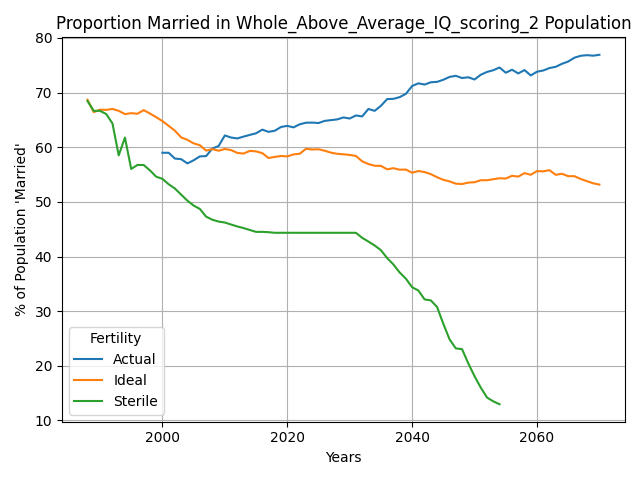 Proportion Married in Whole_Above_Average_IQ_scoring_2 Population
% of Population 'Married'
80
70
60
50
40
30
20
10
Fertility
Actual
Ideal
Sterile
2000 2020 2040 2060
Years